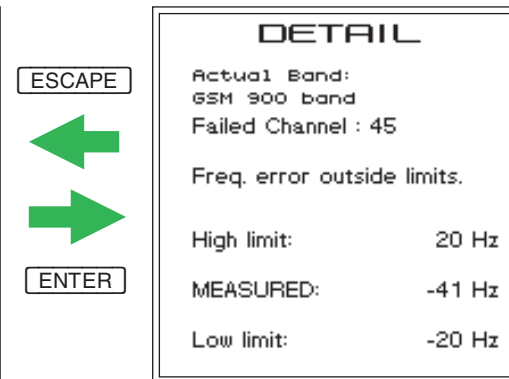 ESCAPE
ENTER
DETAIL
Actual Band:
GSM 900 band
Failed Channel : 45
Freq. error outside limits.
High limit: 20 Hz
MEASURED: -41 Hz
Low limit: -20 Hz